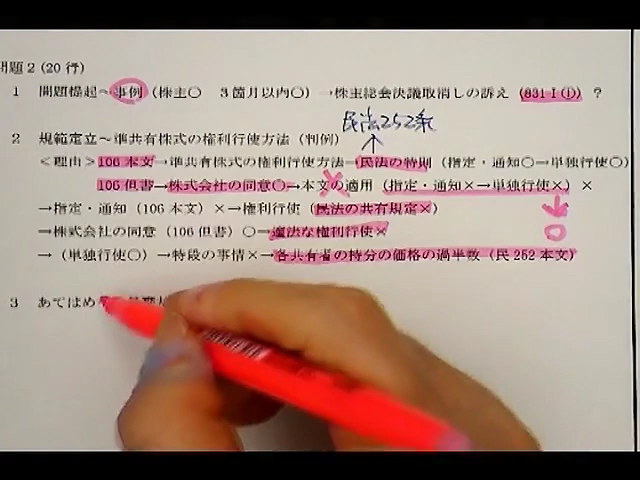 問題2(20行)
1 問題提起~事例(株主〇 3箇月以内〇)→株主総会決議取消しの訴え(831Ⅰ①)?
民法252条
2 規範定立~準共有株式の権利行使方法(判例)
<理由>106本文→準共有株式の権利行使方法→民法の特則(指定・通知〇→単独行使〇)
106但書→株式会社の同意〇→本文の適用(指定・通知×→単独行使×)×
→指定・通知(106本文)×→権利行使(民法の共有規定×)
→株式会社の同意(106但書)〇→適法な権利行使×
→(単独行使〇)→特段の事情×→各共有者の持分の価格の過半数(民252本文)
3 あてはめ